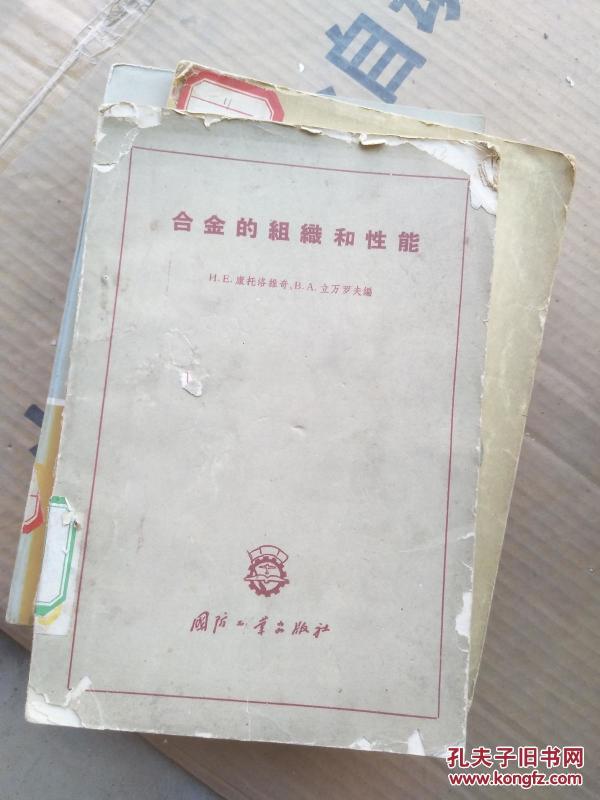 合金的組織和性能
И.Е.康托洛維奇、В.А.立万罗夫編
國防工業出版社
孔夫子旧书网
www.kongfz.com